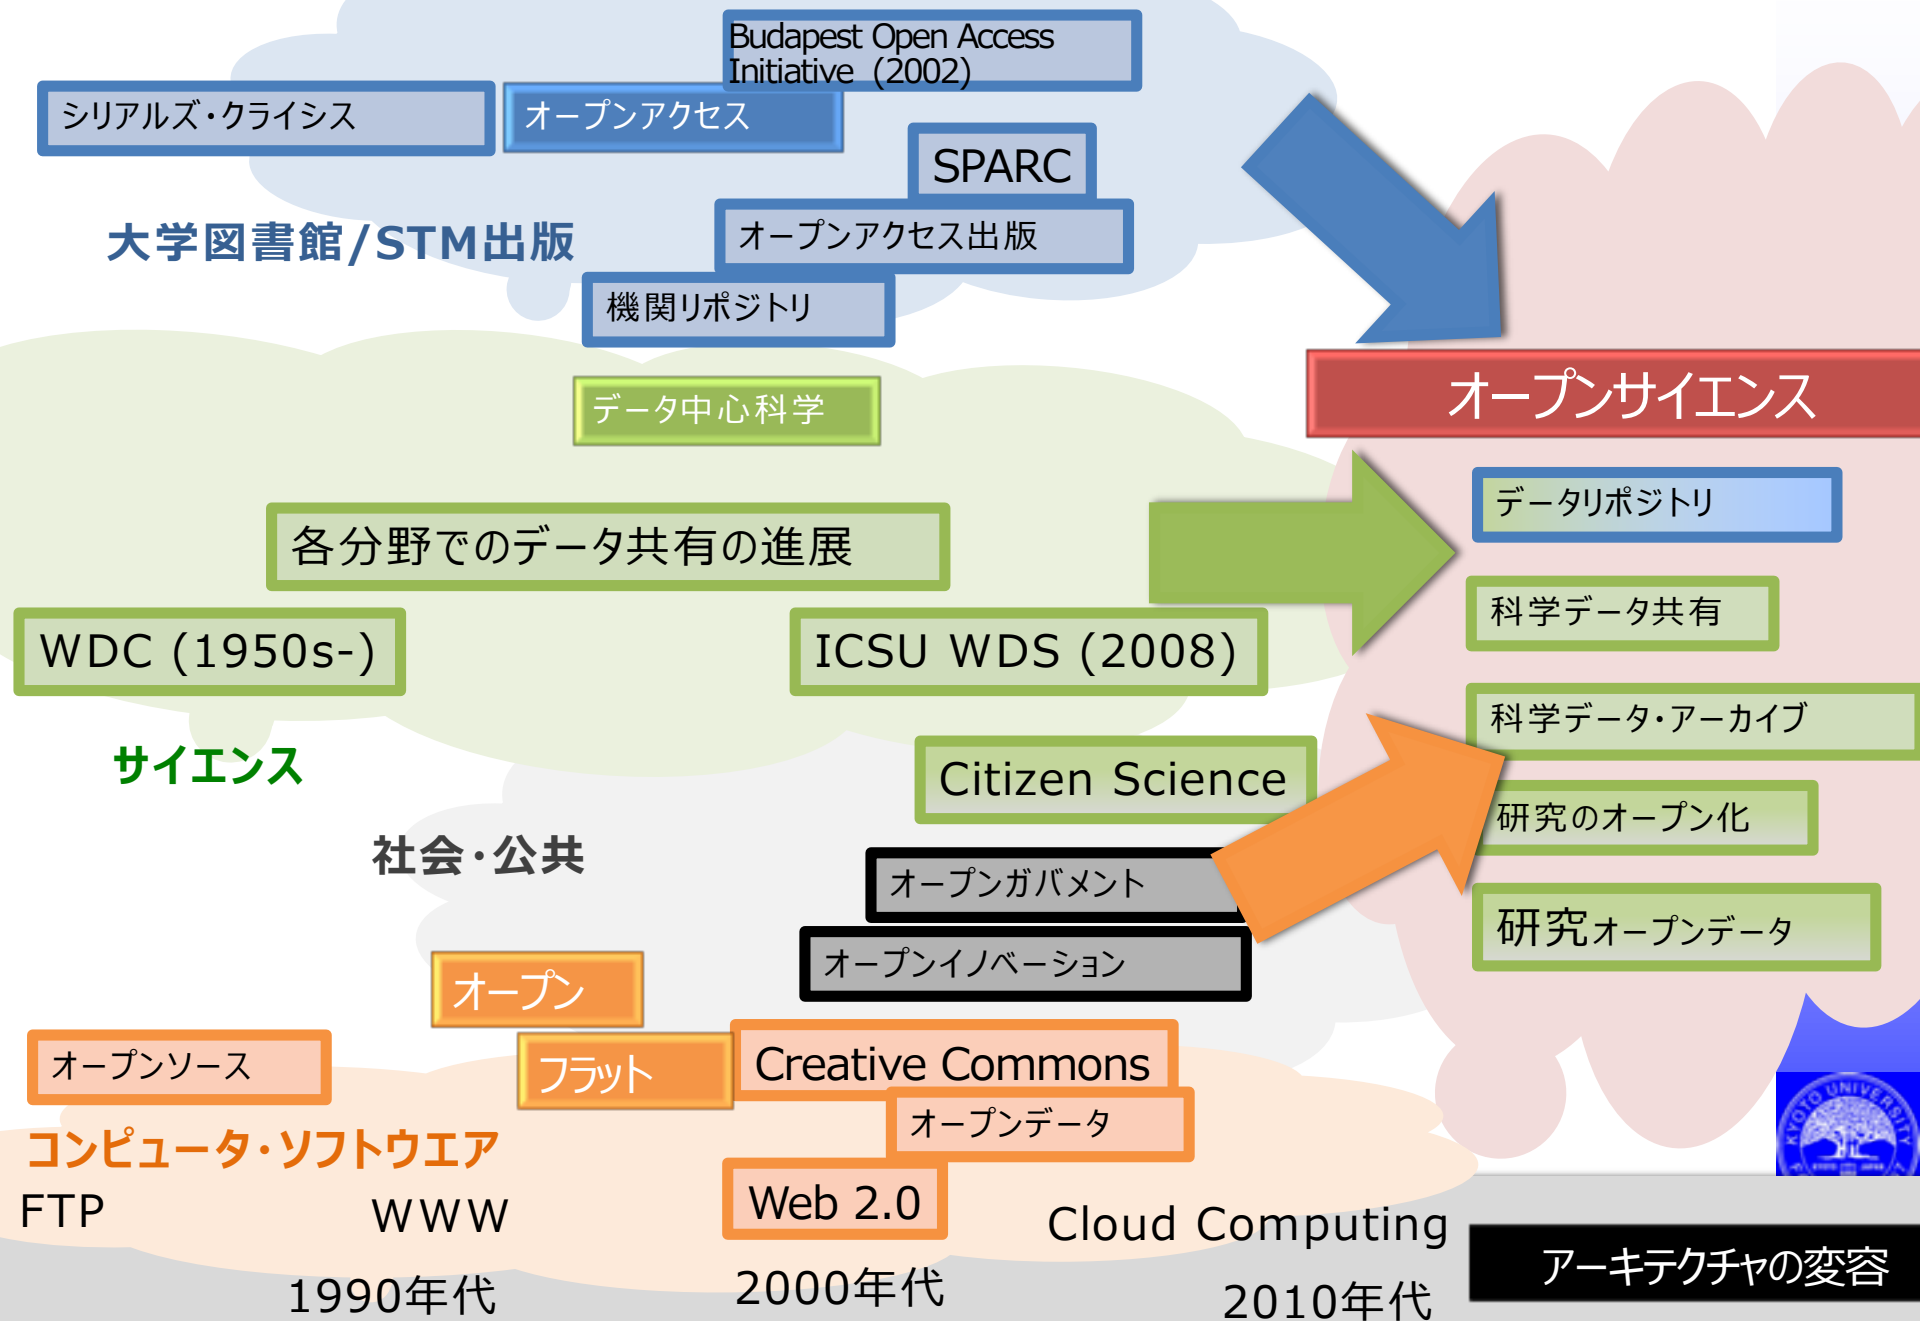 Budapest Open Access
Initiative (2002)
シリアルズ・クライシス
オープンアクセス
SPARC
大学図書館/STM出版
オープンアクセス出版
機関リポジトリ
データ中心科学
オープンサイエンス
データリポジトリ
各分野でのデータ共有の進展
科学データ共有
WDC (1950s-)
ICSU WDS (2008)
科学データ・アーカイブ
サイエンス
Citizen Science
研究のオープン化
社会・公共
オープンガバメント
研究オープンデータ
オープンイノベーション
オープン
オープンソース
フラット
Creative Commons
オープンデータ
コンピュータ・ソフトウエア
KYOTO UNIVERSITY
FTP
WWW
Web 2.0
Cloud Computing
アーキテクチャの変容
1990年代
2000年代
2010年代